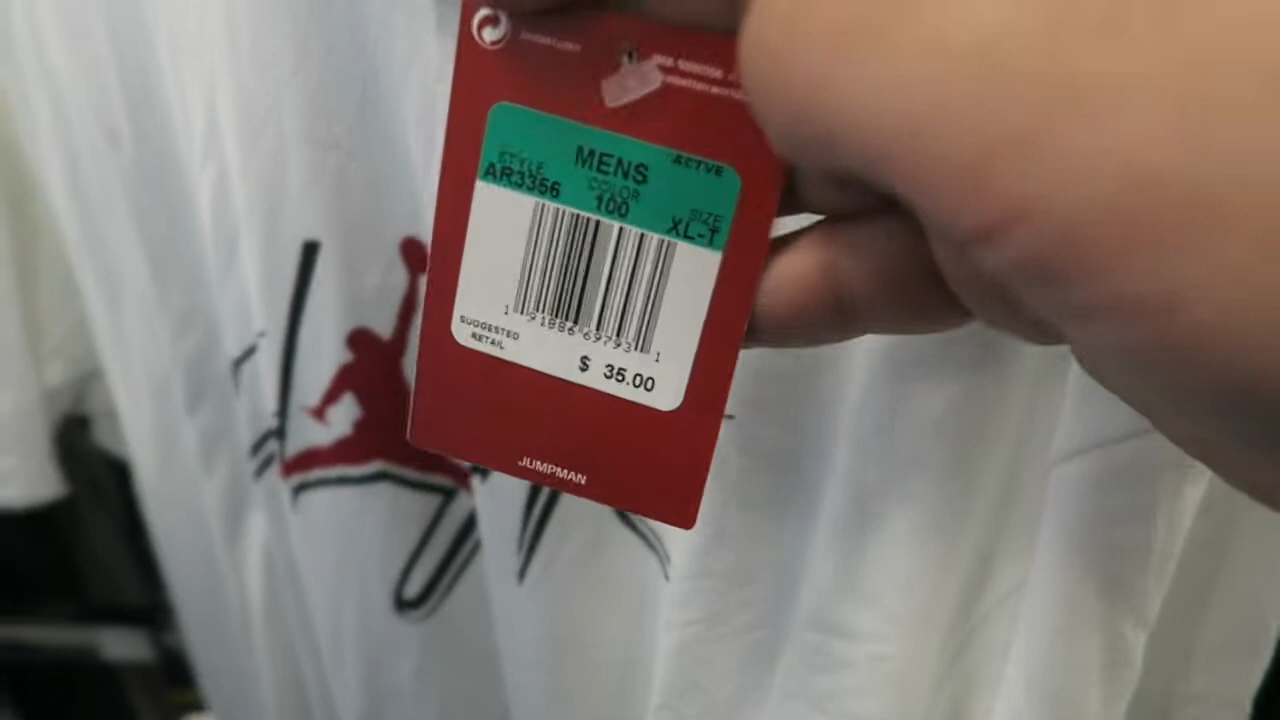 MENS
ACTVE
STYLE
AR3356
COLOR
100
SIZE
XL-T
1 91886 69793 1
SUGGESTED
RETAIL
$ 35.00
JUMPMAN